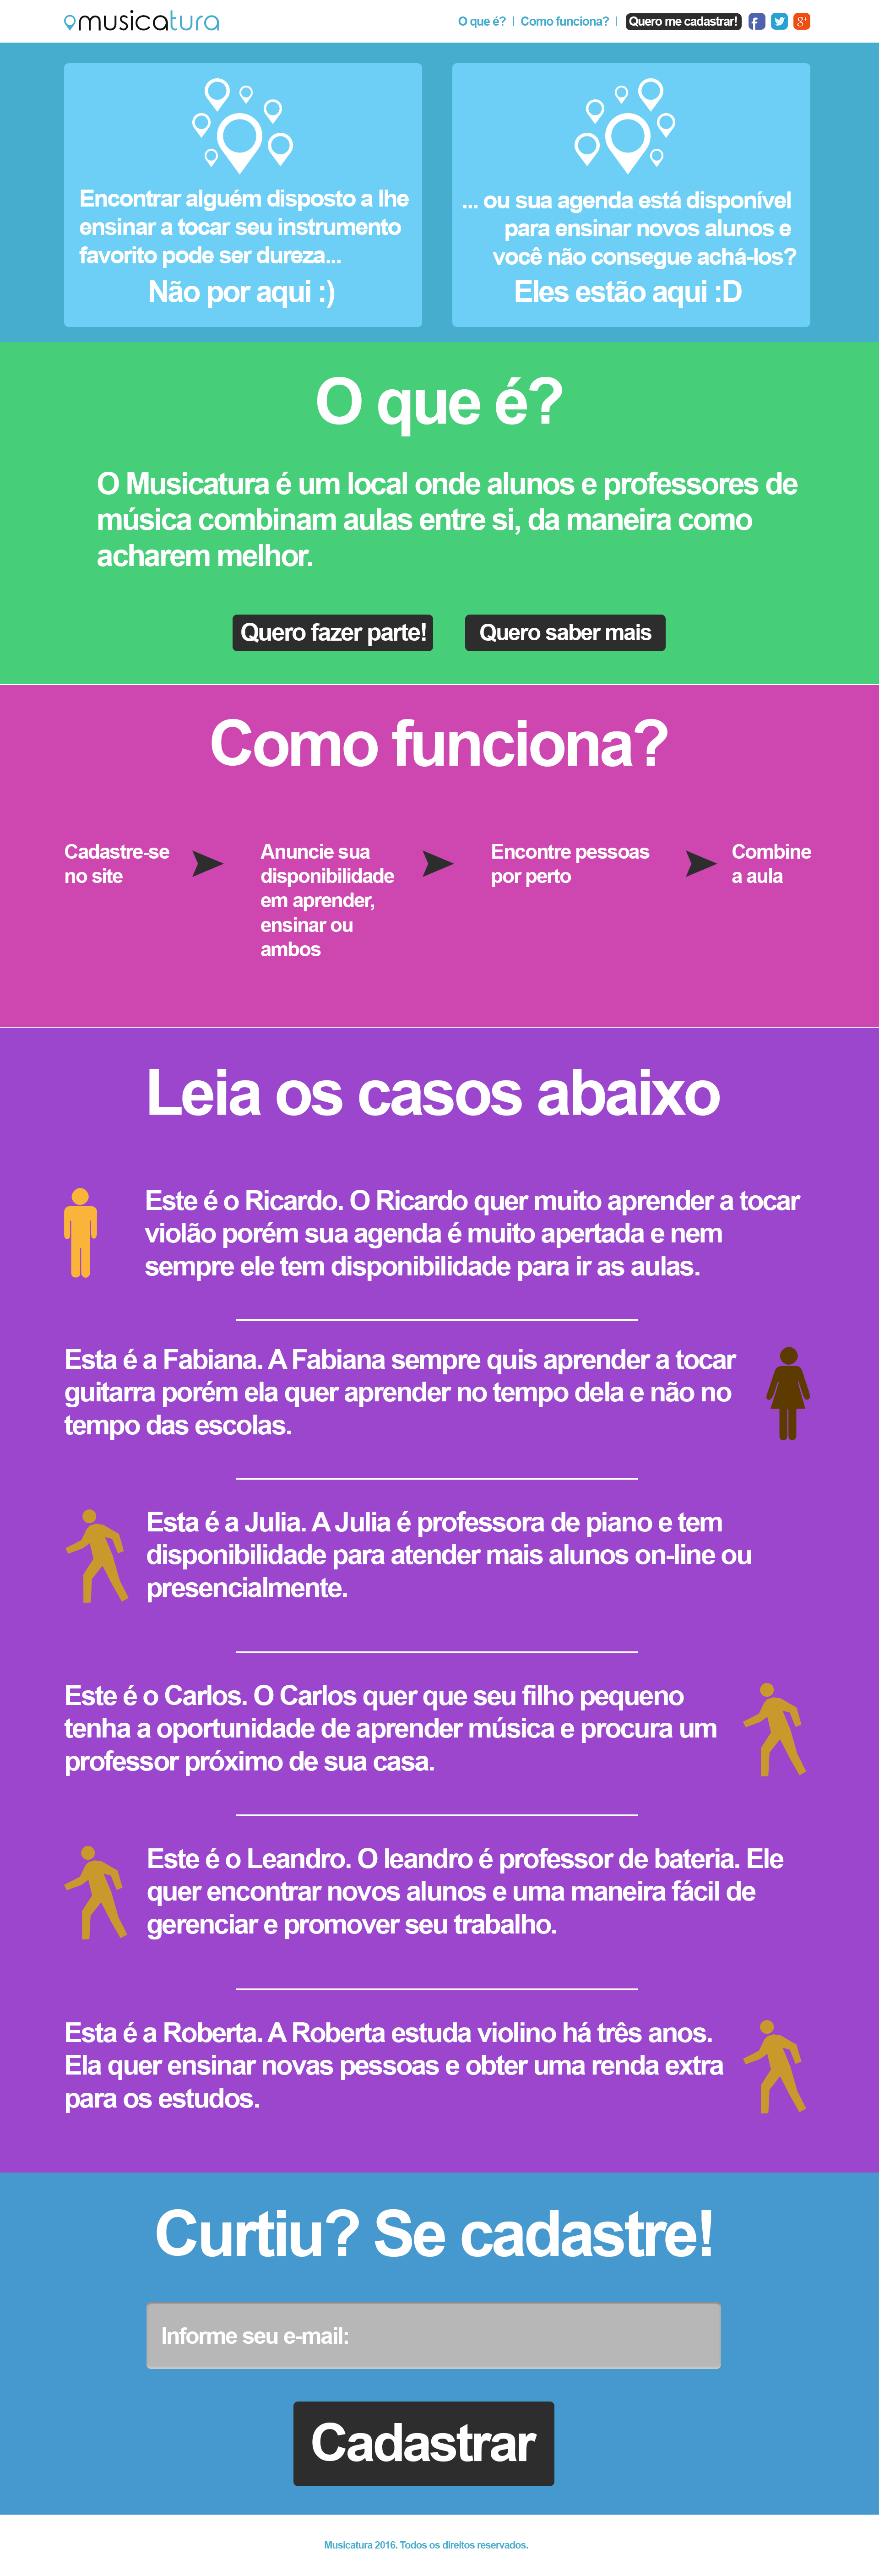 musicatura
O que é? | Como funciona? | Quero me cadastrar!
Encontrar alguém disposto a lhe
ensinar a tocar seu instrumento
favorito pode ser dureza...
Não por aqui :)
... ou sua agenda está disponível
para ensinar novos alunos e
você não consegue achá-los?
Eles estão aqui :D
O que é?
O Musicatura é um local onde alunos e professores de
música combinam aulas entre si, da maneira como
acharem melhor.
Quero fazer parte!
Quero saber mais
Como funciona?
Cadastre-se
no site
Anuncie sua
disponibilidade
em aprender,
ensinar ou
ambos
Encontre pessoas
por perto
Combine
a aula
Leia os casos abaixo
Este é o Ricardo. O Ricardo quer muito aprender a tocar
violão porém sua agenda é muito apertada e nem
sempre ele tem disponibilidade para ir as aulas.
Esta é a Fabiana. A Fabiana sempre quis aprender a tocar
guitarra porém ela quer aprender no tempo dela e não no
tempo das escolas.
Esta é a Julia. A Julia é professora de piano e tem
disponibilidade para atender mais alunos on-line ou
presencialmente.
Este é o Carlos. O Carlos quer que seu filho pequeno
tenha a oportunidade de aprender música e procura um
professor próximo de sua casa.
Este é o Leandro. O leandro é professor de bateria. Ele
quer encontrar novos alunos e uma maneira fácil de
gerenciar e promover seu trabalho.
Esta é a Roberta. A Roberta estuda violino há três anos.
Ela quer ensinar novas pessoas e obter uma renda extra
para os estudos.
Curtiu? Se cadastre!
Informe seu e-mail:
Cadastrar
Musicatura 2016. Todos os direitos reservados.